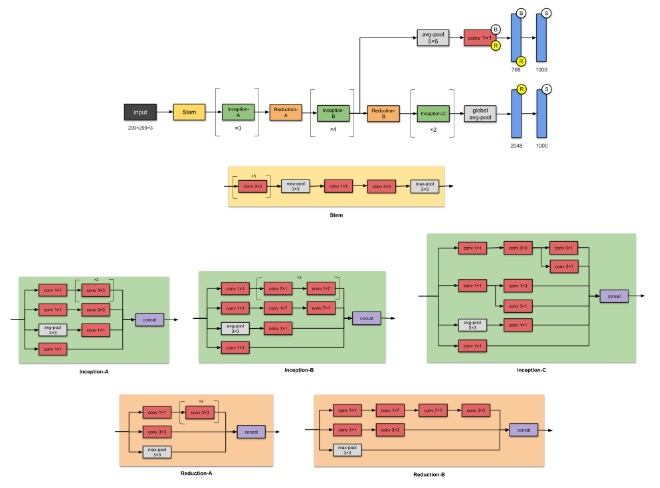 avg-pool
5×5
conv 1×1
B
R
B
R
S
768
1000
input
Stem
Inception-
A
Reduction-
A
Inception-
B
Reduction-
B
Inception-C
global
avg-pool
R
S
299×299×3
×3
×4
×2
2048
1000
×3
conv 3×3
max-pool
3×3
conv 1×1
conv 3×3
max-pool
3×3
Stem
×2
conv 1×1
conv 3×3
conv 1×1
conv 3×3
avg-pool
3×3
conv 1×1
conv 1×1
concat
Inception-A
×2
conv 1×1
conv 7×1
conv 1×7
conv 1×1
conv 1×7
conv 7×1
avg-pool
3×3
conv 1×1
conv 1×1
concat
Inception-B
conv 1×1
conv 3×3
conv 3×1
conv 1×1
conv 1×3
conv 3×1
avg-pool
3×3
conv 1×1
conv 1×1
concat
Inception-C
conv 1×1
conv 3×3
conv 3×3
max-pool
3×3
concat
Reduction-A
conv 1×1
conv 1×7
conv 7×1
conv 3×3
conv 1×1
conv 3×3
max-pool
3×3
concat
Reduction-B